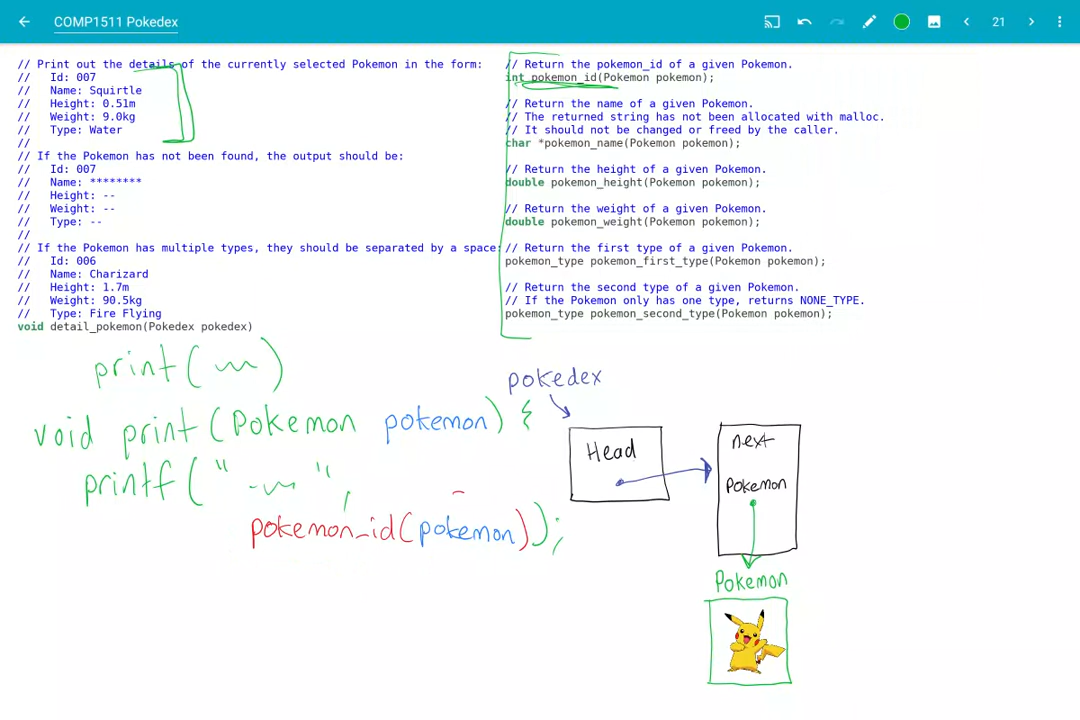 COMP1511 Pokedex
21
// Print out the details of the currently selected Pokemon in the form:
//   Id: 007
//   Name: Squirtle
//   Height: 0.51m
//   Weight: 9.0kg
//   Type: Water
//
// If the Pokemon has not been found, the output should be:
//   Id: 007
//   Name: ********
//   Height: --
//   Weight: --
//   Type: --
//
// If the Pokemon has multiple types, they should be separated by a space:
//   Id: 006
//   Name: Charizard
//   Height: 1.7m
//   Weight: 90.5kg
//   Type: Fire Flying
void detail_pokemon(Pokedex pokedex)
// Return the pokemon_id of a given Pokemon.
int pokemon_id(Pokemon pokemon);
// Return the name of a given Pokemon.
// The returned string has not been allocated with malloc.
// It should not be changed or freed by the caller.
char *pokemon_name(Pokemon pokemon);
// Return the height of a given Pokemon.
double pokemon_height(Pokemon pokemon);
// Return the weight of a given Pokemon.
double pokemon_weight(Pokemon pokemon);
// Return the first type of a given Pokemon.
pokemon_type pokemon_first_type(Pokemon pokemon);
// Return the second type of a given Pokemon.
// If the Pokemon only has one type, returns NONE_TYPE.
pokemon_type pokemon_second_type(Pokemon pokemon);
print( )
void print(Pokemon pokemon) {
printf(" ",
pokemon_id(pokemon));
pokedex
Head
next
Pokemon
Pokemon